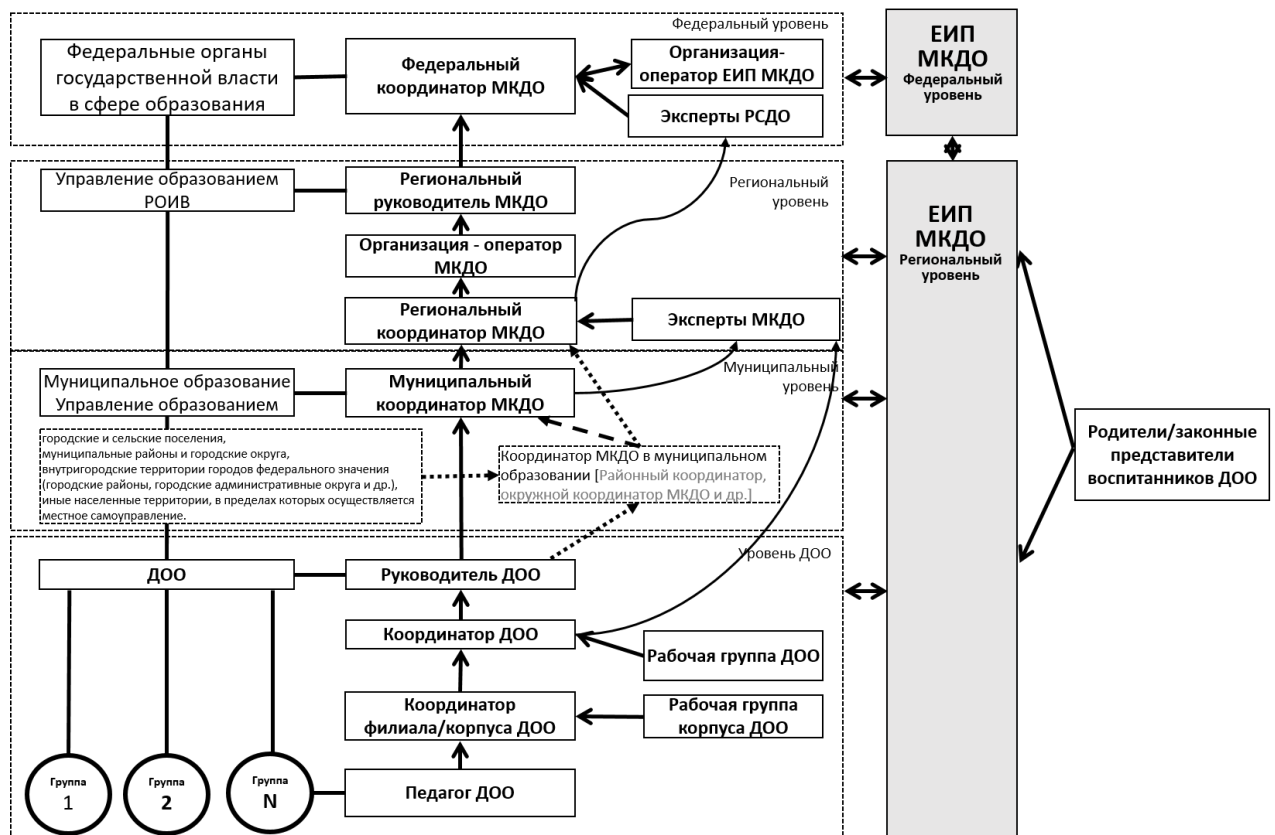 Федеральный уровень
Федеральные органы
государственной власти
в сфере образования
Федеральный
координатор МКДО
Организация-
оператор ЕИП МКДО
Эксперты РСДО
ЕИП
МКДО
Федеральный
уровень
Управление образованием
РОИВ
Региональный
руководитель МКДО
Региональный
уровень
Организация - оператор
МКДО
Региональный
координатор МКДО
Эксперты МКДО
ЕИП
МКДО
Региональный
уровень
Муниципальный
уровень
Муниципальное образование
Управление образованием
Муниципальный
координатор МКДО
городские и сельские поселения,
муниципальные районы и городские округа,
внутригородские территории городов федерального значения
(городские районы, городские административные округа и др.),
иные населенные территории, в пределах которых осуществляется
местное самоуправление.
Координатор МКДО в муниципальном
образовании [Районный координатор,
окружной координатор МКДО и др.]
Родители/законные
представители
воспитанников ДОО
Уровень ДОО
ДОО
Руководитель ДОО
Координатор ДОО
Рабочая группа ДОО
Координатор
филиала/корпуса ДОО
Рабочая группа
корпуса ДОО
Группа
1
Группа
2
Группа
N
Педагог ДОО